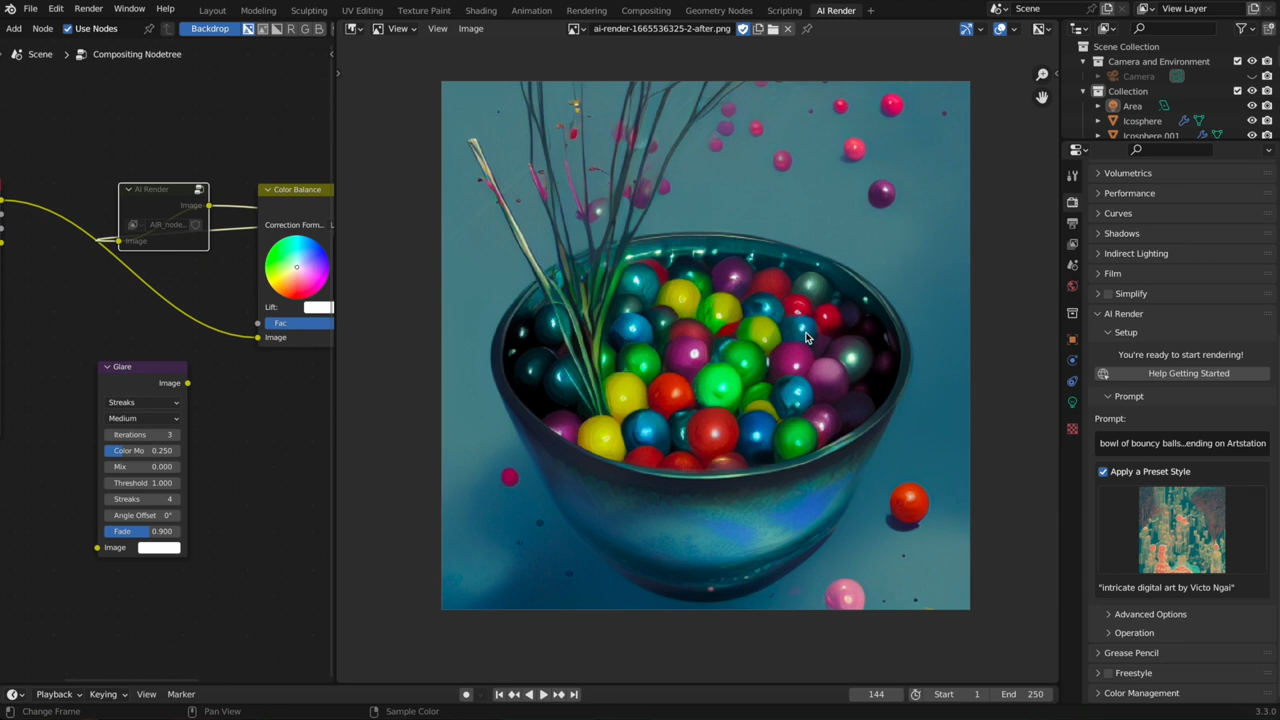 File Edit Render Window Help
Layout Modeling Sculpting UV Editing Texture Paint Shading Animation Rendering Compositing Geometry Nodes Scripting AI Render
Scene View Layer
Add Node Use Nodes Backdrop R G B
View View Image ai-render-1665536325-2-after.png
Scene Compositing Nodetree
Scene Collection
Camera and Environment
Camera
Collection
Area
Icosphere
Icosphere.001
AI Render
Image
AIR_node..
Image
Color Balance
Correction Form..
Lift:
Fac
Image
Glare
Image
Streaks
Medium
Iterations 3
Color Mo 0.250
Mix 0.000
Threshold 1.000
Streaks 4
Angle Offset 0°
Fade 0.900
Image
Volumetrics
Performance
Curves
Shadows
Indirect Lighting
Film
Simplify
AI Render
Setup
You're ready to start rendering!
Help Getting Started
Prompt
Prompt:
bowl of bouncy balls...ending on Artstation
Apply a Preset Style
"intricate digital art by Victo Ngai"
Advanced Options
Operation
Grease Pencil
Freestyle
Color Management
Playback Keying View Marker
144 Start 1 End 250
Change Frame Pan View Sample Color 3.3.0